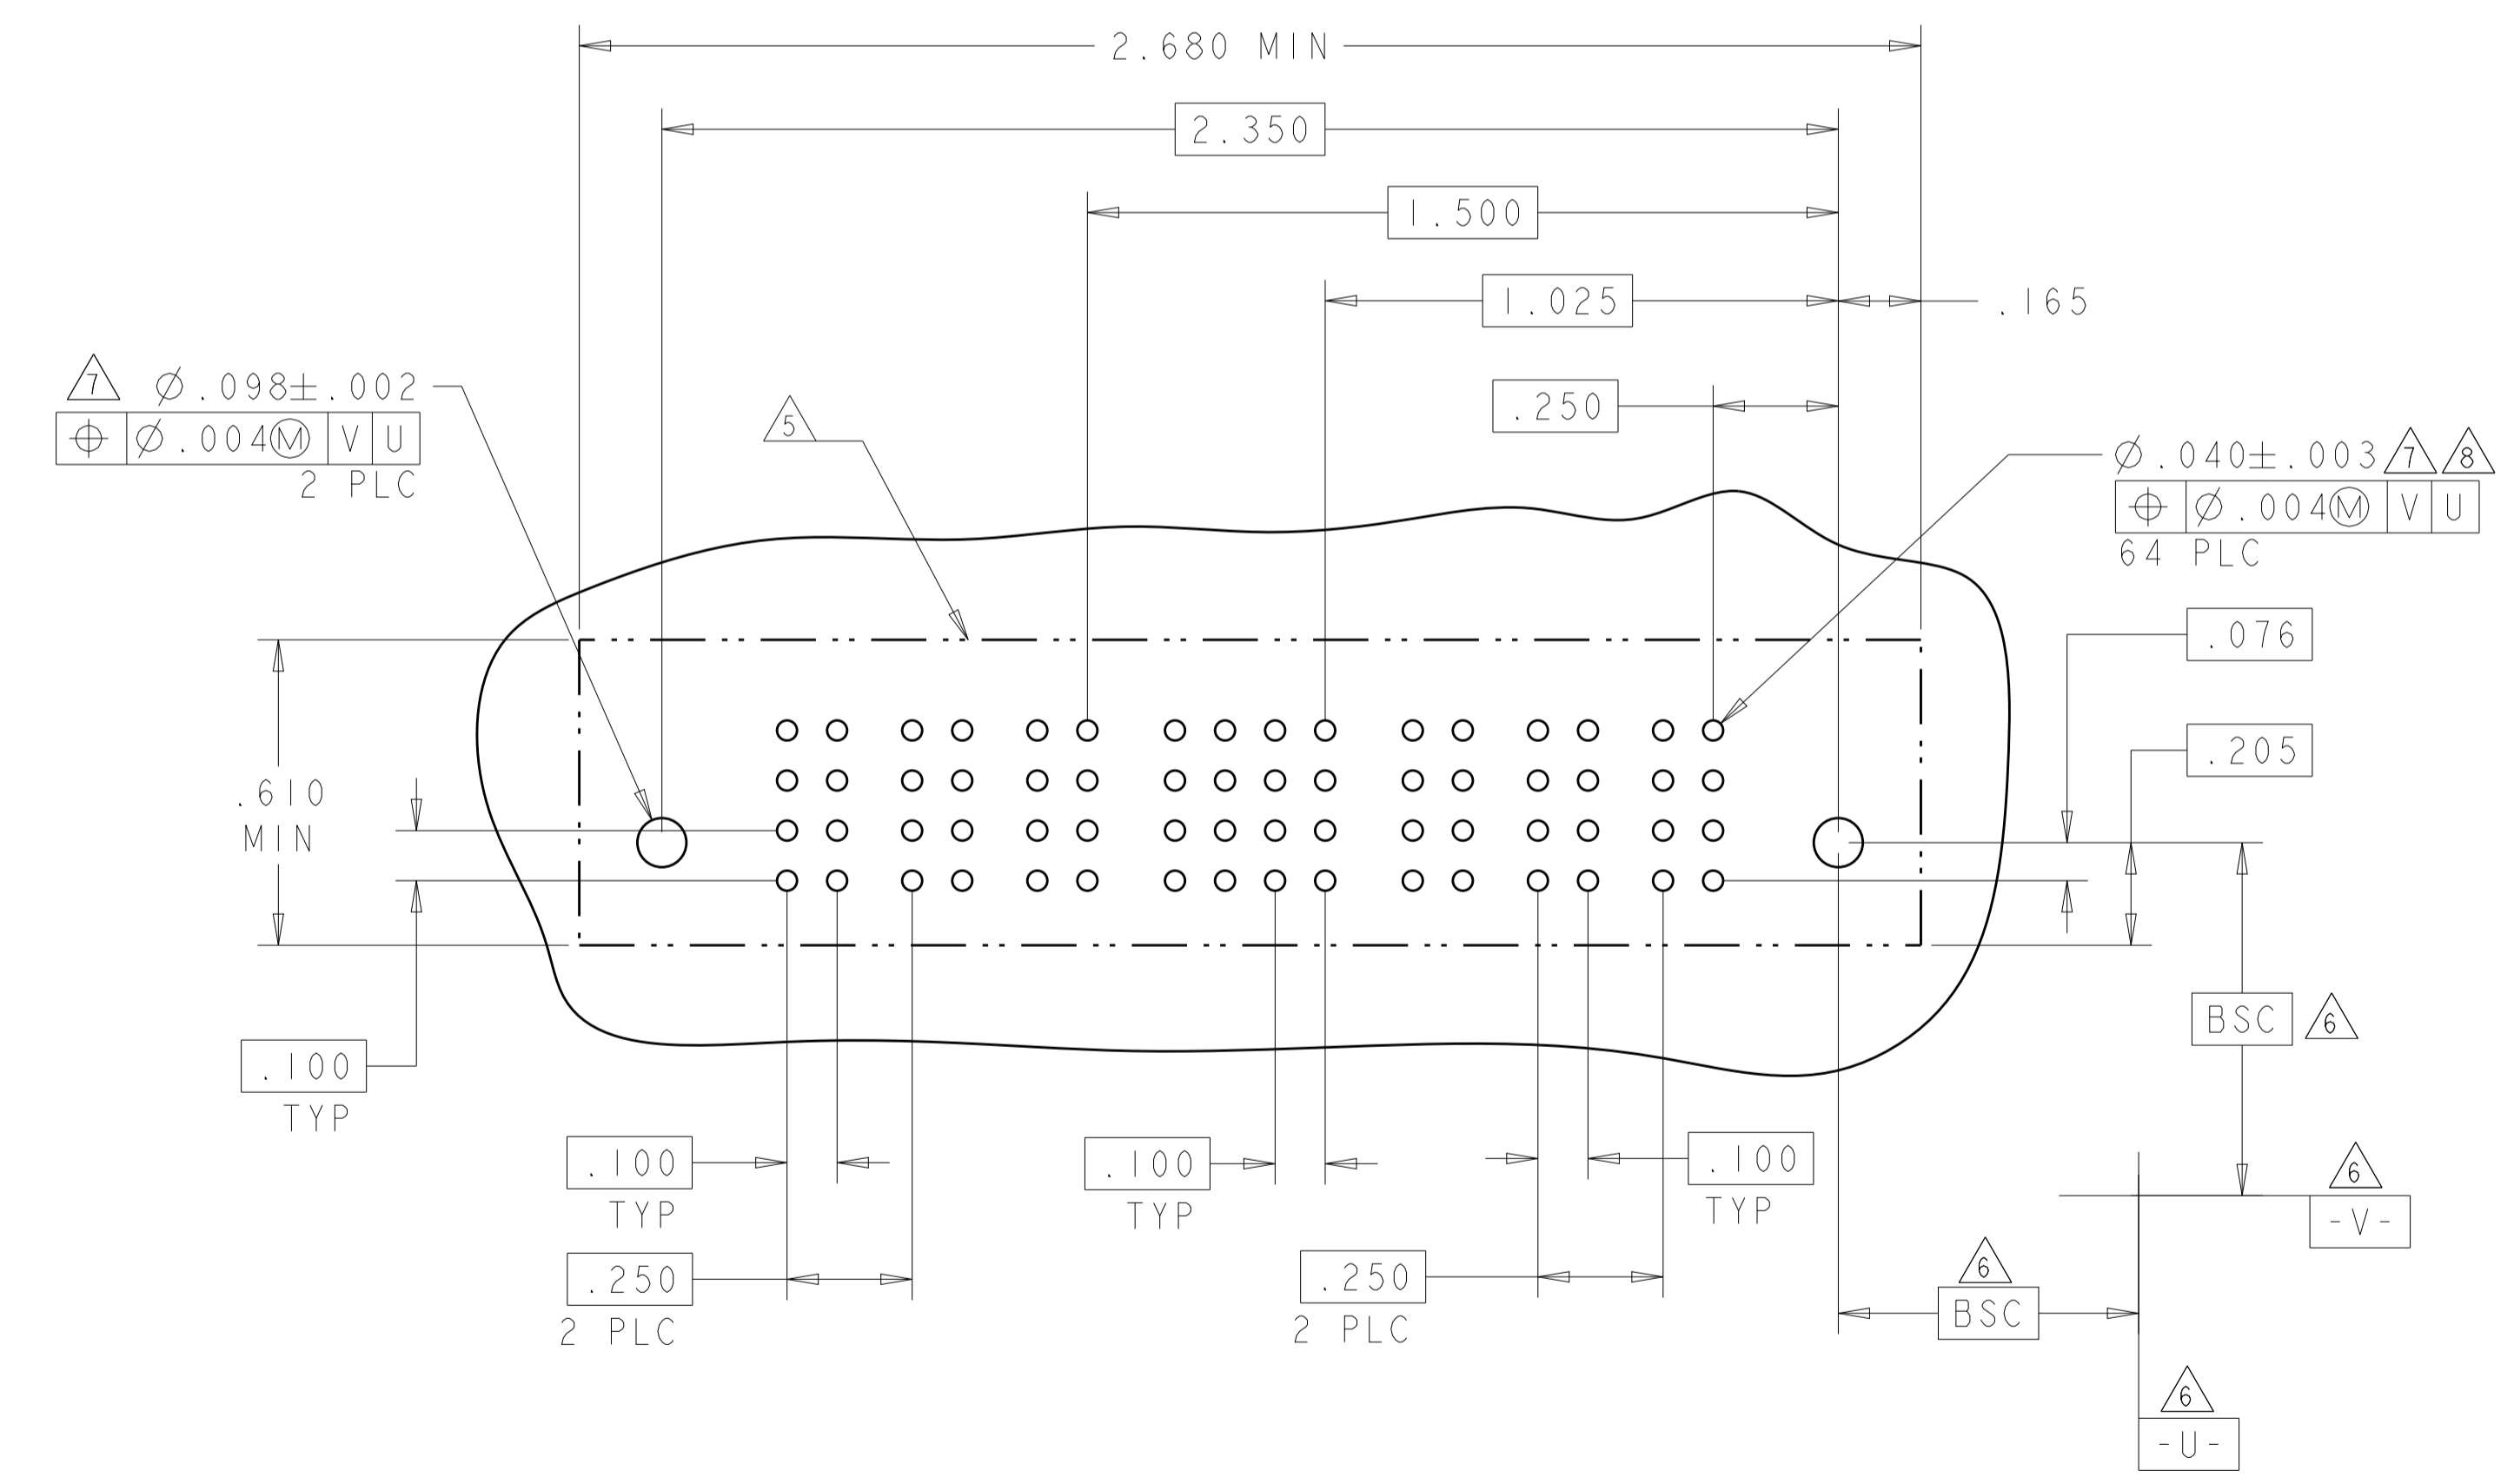 2.680 MIN
2.350
1.500
1.025
.165
.250
7 Ø.098±.002
⌖ Ø.004Ⓜ V U
2 PLC
5
Ø.040±.003 7 8
⌖ Ø.004Ⓜ V U
64 PLC
.076
.205
.610
MIN
BSC 6
.100
TYP
.100
TYP
.100
TYP
.100
TYP
6
-V-
.250
2 PLC
.250
2 PLC
6
BSC
6
-U-